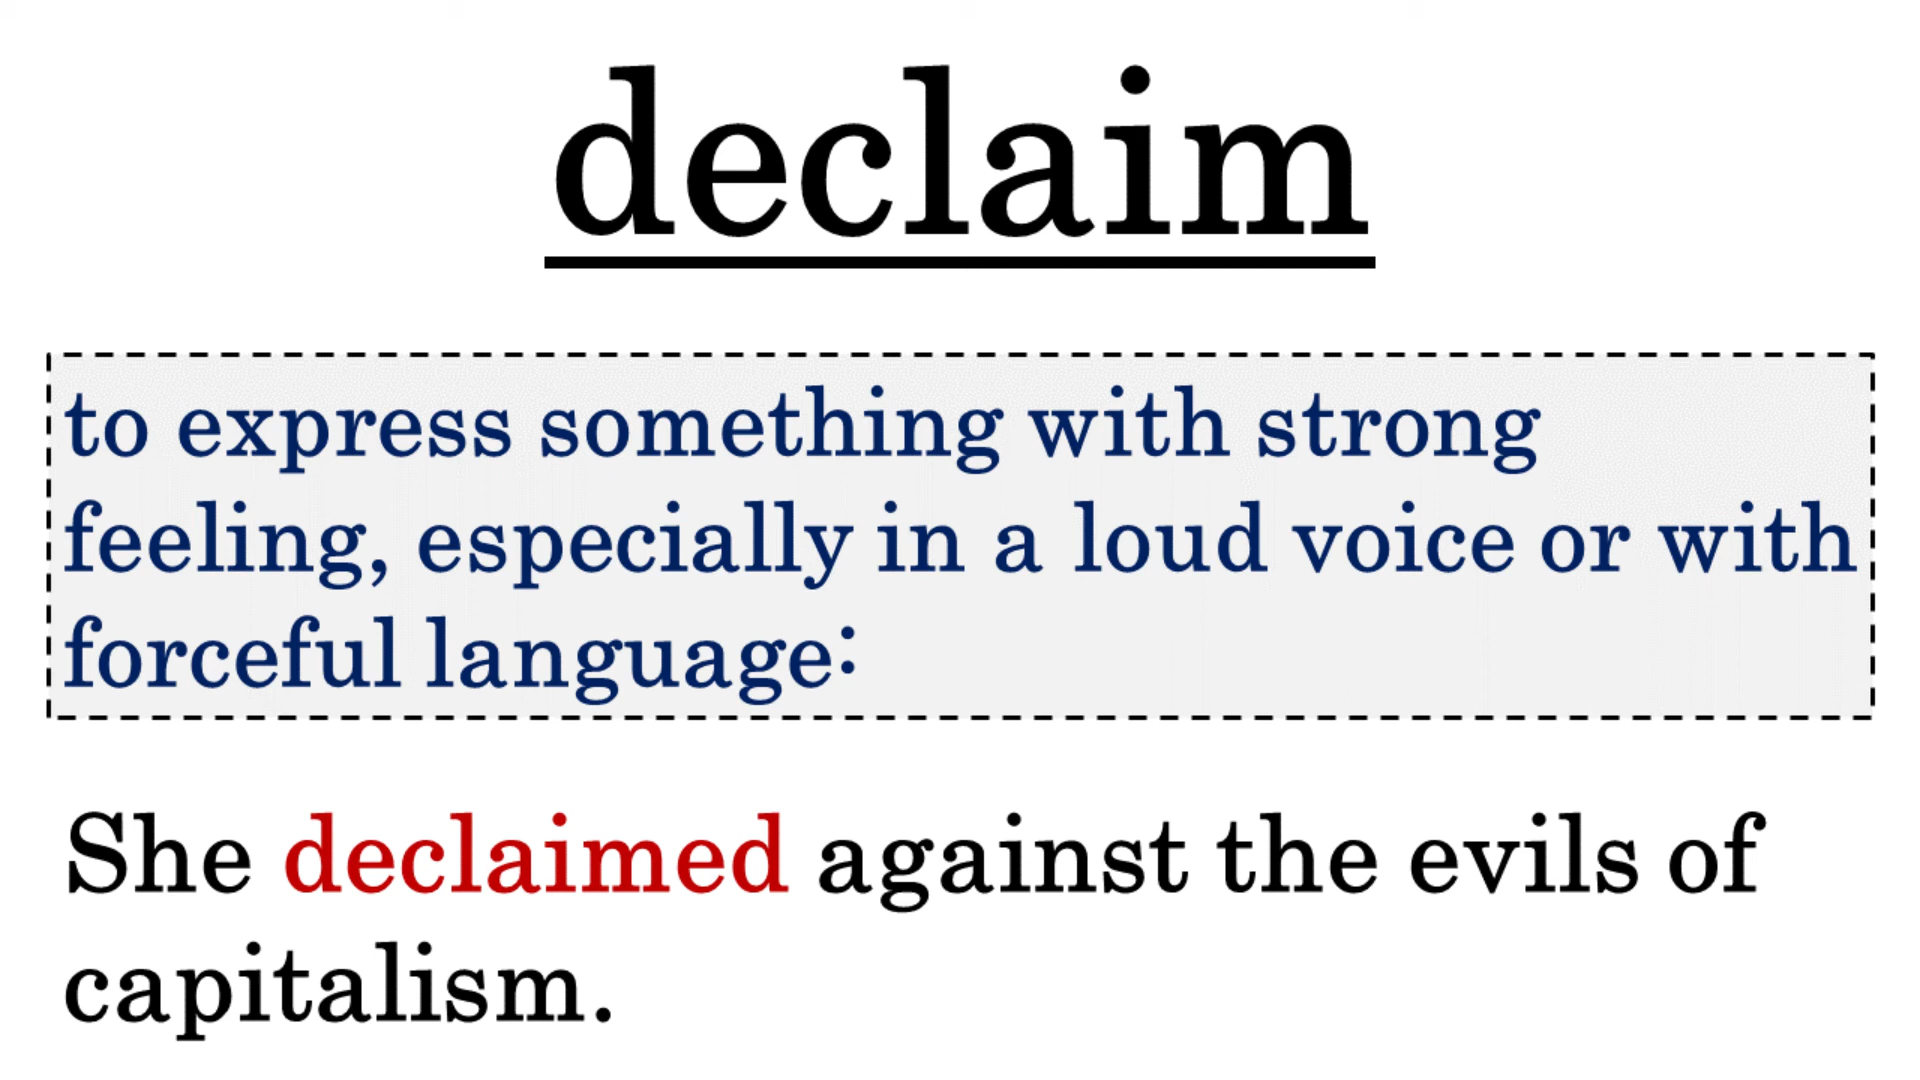 declaim
to express something with strong
feeling, especially in a loud voice or with
forceful language:
She declaimed against the evils of
capitalism.